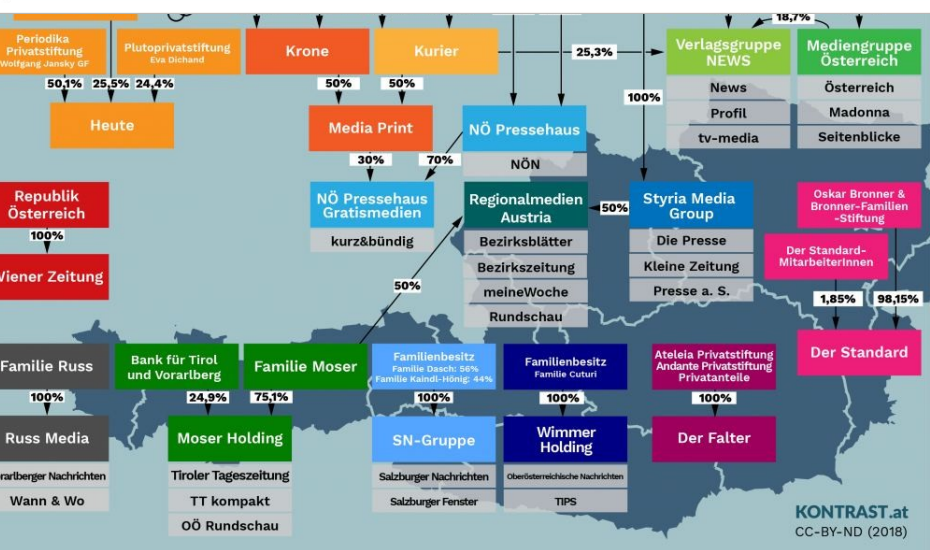 18,7%
Periodika
Privatstiftung
Wolfgang Jansky GF
Plutoprivatstiftung
Eva Dichand
Krone
Kurier
25,3%
Verlagsgruppe
NEWS
Mediengruppe
Österreich
50,1%
25,5%
24,4%
50%
50%
100%
News
Österreich
Heute
Media Print
NÖ Pressehaus
Profil
Madonna
tv-media
Seitenblicke
30%
70%
NÖN
Republik
Österreich
NÖ Pressehaus
Gratismedien
Regionalmedien
Austria
50%
Styria Media
Group
Oskar Bronner &
Bronner-Familien
-Stiftung
100%
kurz&bündig
Bezirksblätter
Die Presse
Der Standard-
MitarbeiterInnen
Wiener Zeitung
Bezirkszeitung
Kleine Zeitung
50%
meineWoche
Presse a. S.
1,85%
98,15%
Rundschau
Familie Russ
Bank für Tirol
und Vorarlberg
Familie Moser
Familienbesitz
Familie Dasch: 56%
Familie Kaindl-Hönig: 44%
Familienbesitz
Familie Cuturi
Ateleia Privatstiftung
Andante Privatstiftung
Privatanteile
Der Standard
100%
24,9%
75,1%
100%
100%
100%
Russ Media
Moser Holding
SN-Gruppe
Wimmer
Holding
Der Falter
rarlberger Nachrichten
Tiroler Tageszeitung
Salzburger Nachrichten
Oberösterreichische Nachrichten
Wann & Wo
TT kompakt
Salzburger Fenster
TIPS
OÖ Rundschau
KONTRAST.at
CC-BY-ND (2018)